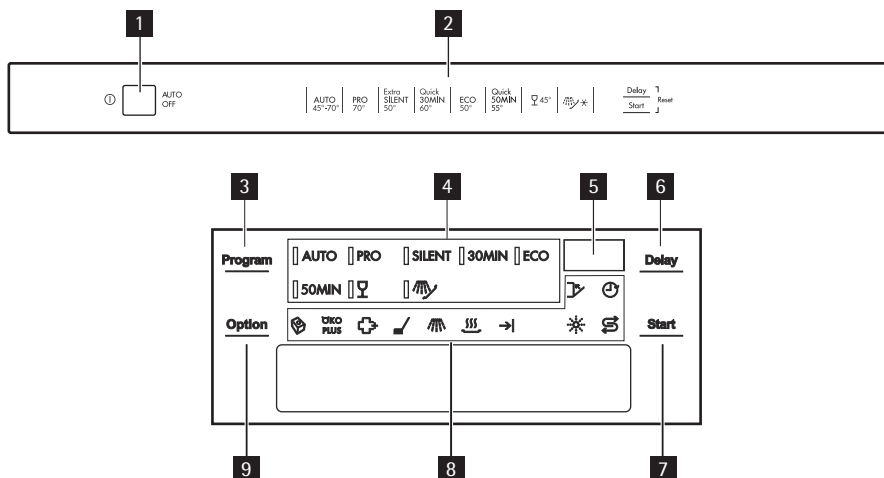 1
2
AUTO
OFF
AUTO
45°-70°
PRO
70°
Extra
SILENT
50°
Quick
30MIN
60°
ECO
50°
Quick
50MIN
55°
45°
Delay
Start
Reset
3
4
5
6
Program
AUTO PRO SILENT 30MIN ECO
Delay
50MIN
Option
ÖKO
PLUS
Start
9
8
7